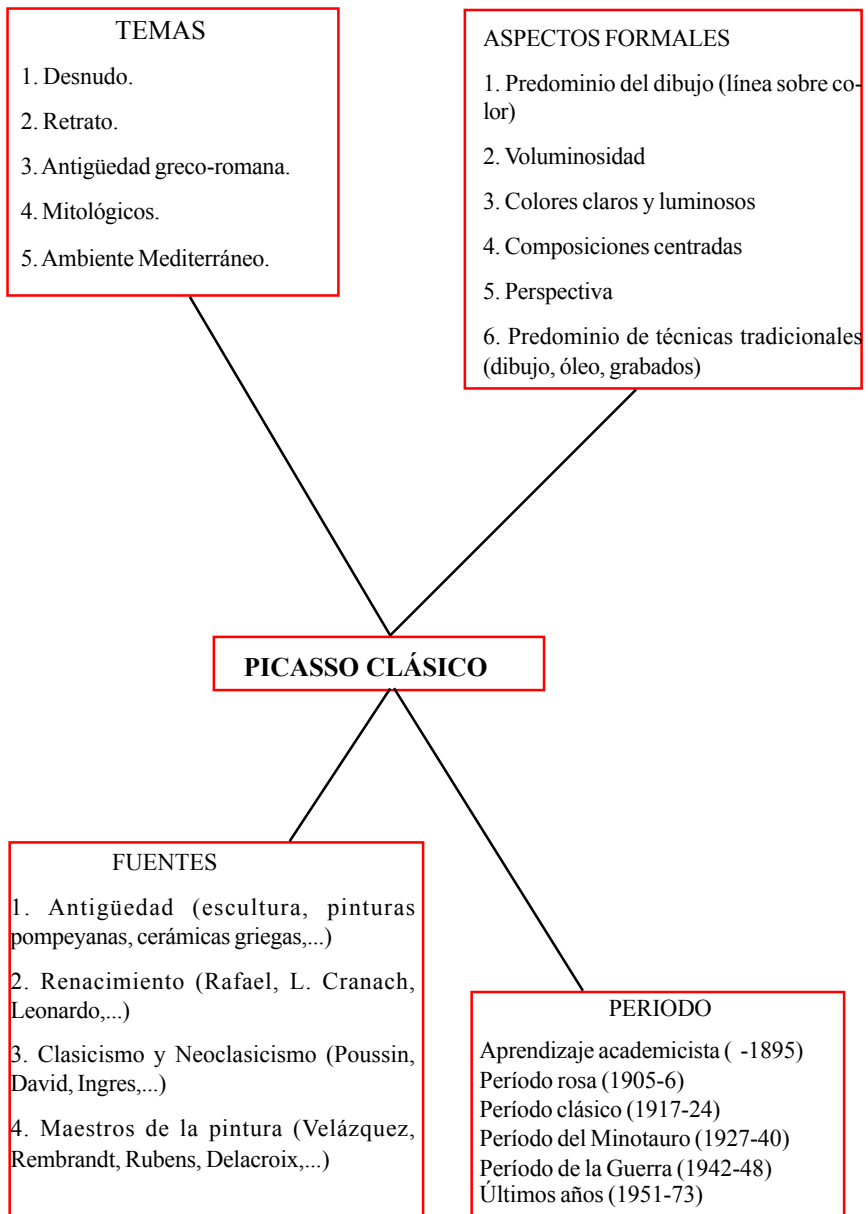 TEMAS
1. Desnudo.
2. Retrato.
3. Antigüedad greco-romana.
4. Mitológicos.
5. Ambiente Mediterráneo.
ASPECTOS FORMALES
1. Predominio del dibujo (línea sobre co-
lor)
2. Voluminosidad
3. Colores claros y luminosos
4. Composiciones centradas
5. Perspectiva
6. Predominio de técnicas tradicionales
(dibujo, óleo, grabados)
PICASSO CLÁSICO
FUENTES
1. Antigüedad (escultura, pinturas
pompeyanas, cerámicas griegas,...)
2. Renacimiento (Rafael, L. Cranach,
Leonardo,...)
3. Clasicismo y Neoclasicismo (Poussin,
David, Ingres,...)
4. Maestros de la pintura (Velázquez,
Rembrandt, Rubens, Delacroix,...)
PERIODO
Aprendizaje academicista ( -1895)
Período rosa (1905-6)
Período clásico (1917-24)
Período del Minotauro (1927-40)
Período de la Guerra (1942-48)
Últimos años (1951-73)